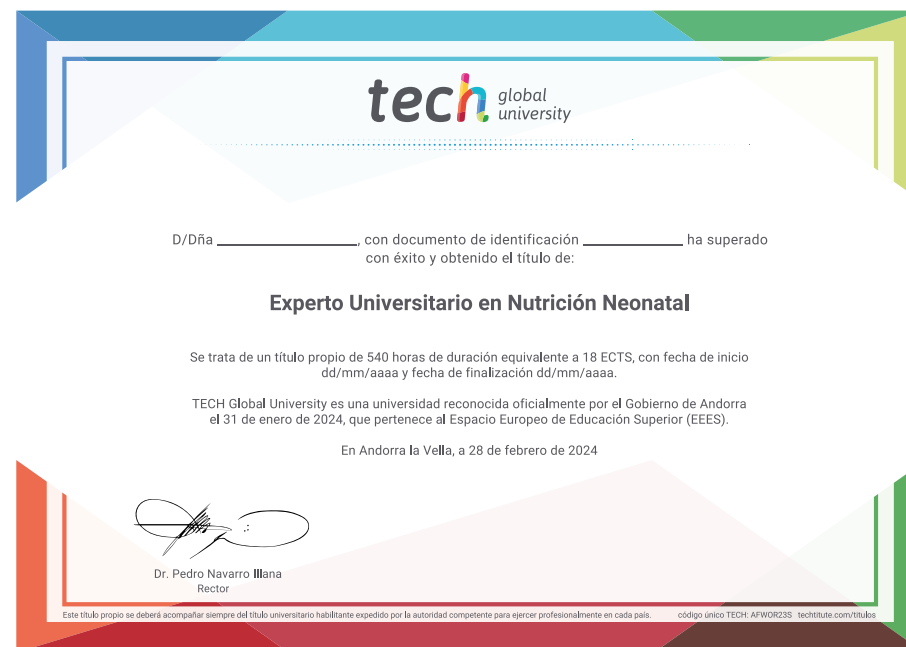 tech global university
D/Dña ____________________, con documento de identificación ______________ ha superado
con éxito y obtenido el título de:
Experto Universitario en Nutrición Neonatal
Se trata de un título propio de 540 horas de duración equivalente a 18 ECTS, con fecha de inicio
dd/mm/aaaa y fecha de finalización dd/mm/aaaa.
TECH Global University es una universidad reconocida oficialmente por el Gobierno de Andorra
el 31 de enero de 2024, que pertenece al Espacio Europeo de Educación Superior (EEES).
En Andorra la Vella, a 28 de febrero de 2024
Dr. Pedro Navarro Illana
Rector
Este título propio se deberá acompañar siempre del título universitario habilitante expedido por la autoridad competente para ejercer profesionalmente en cada país. código único TECH: AFWOR23S techtitute.com/titulos